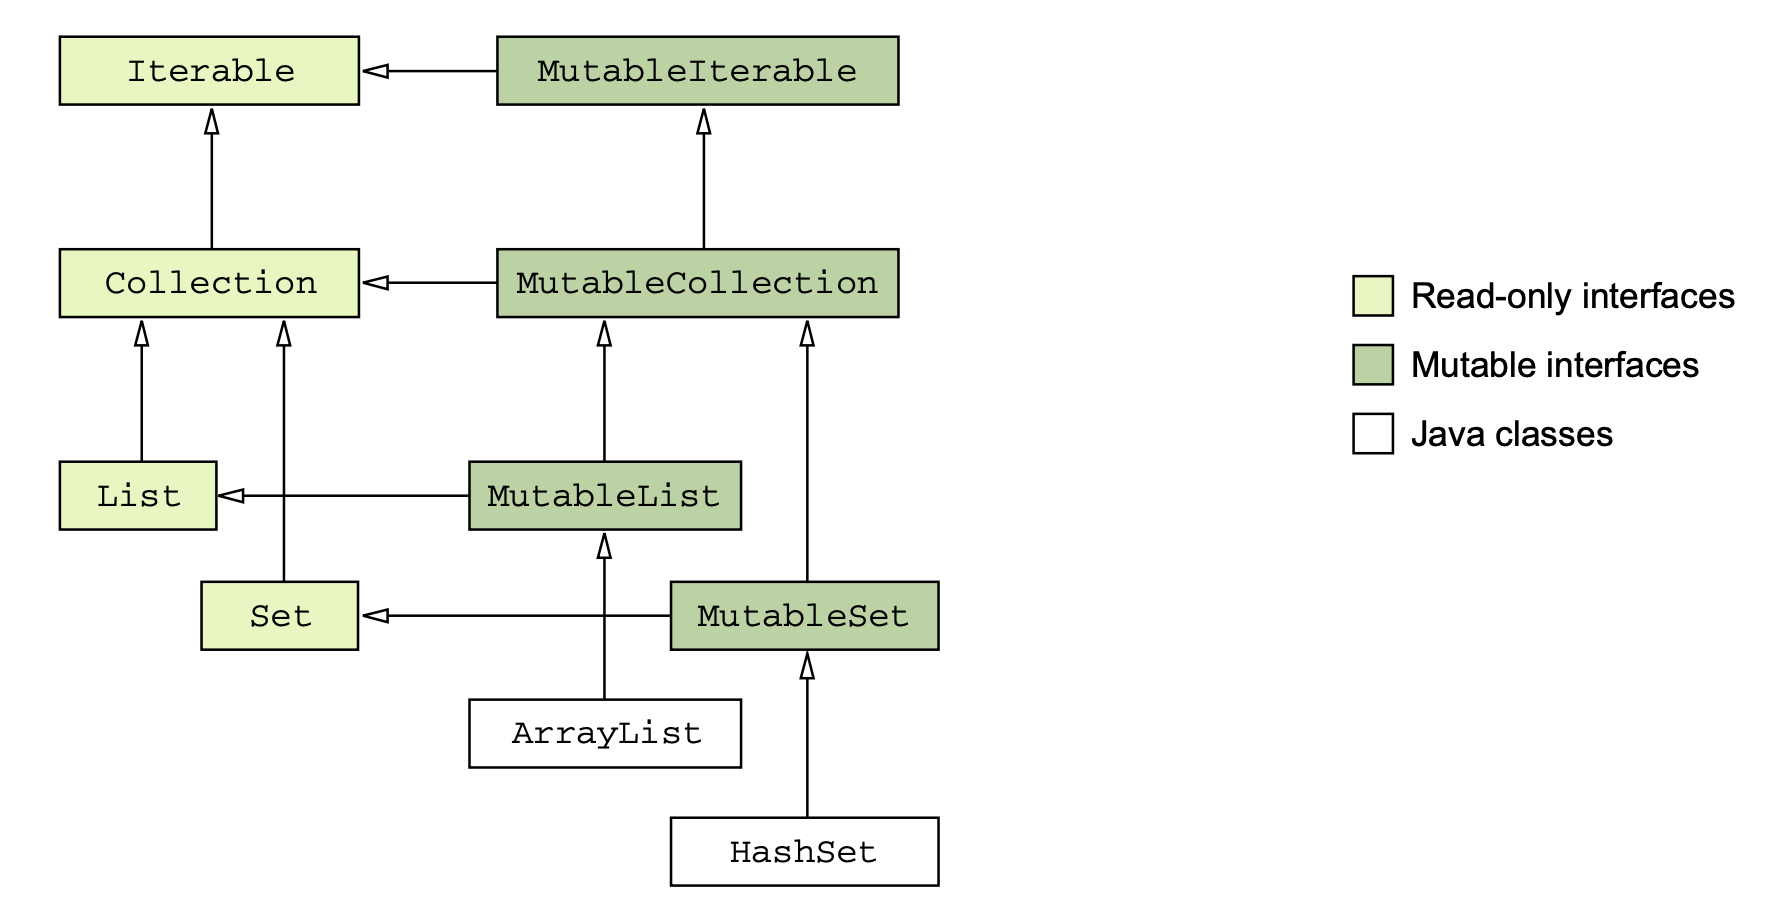 Iterable
MutableIterable
Collection
MutableCollection
List
MutableList
Set
MutableSet
ArrayList
HashSet
Read-only interfaces
Mutable interfaces
Java classes